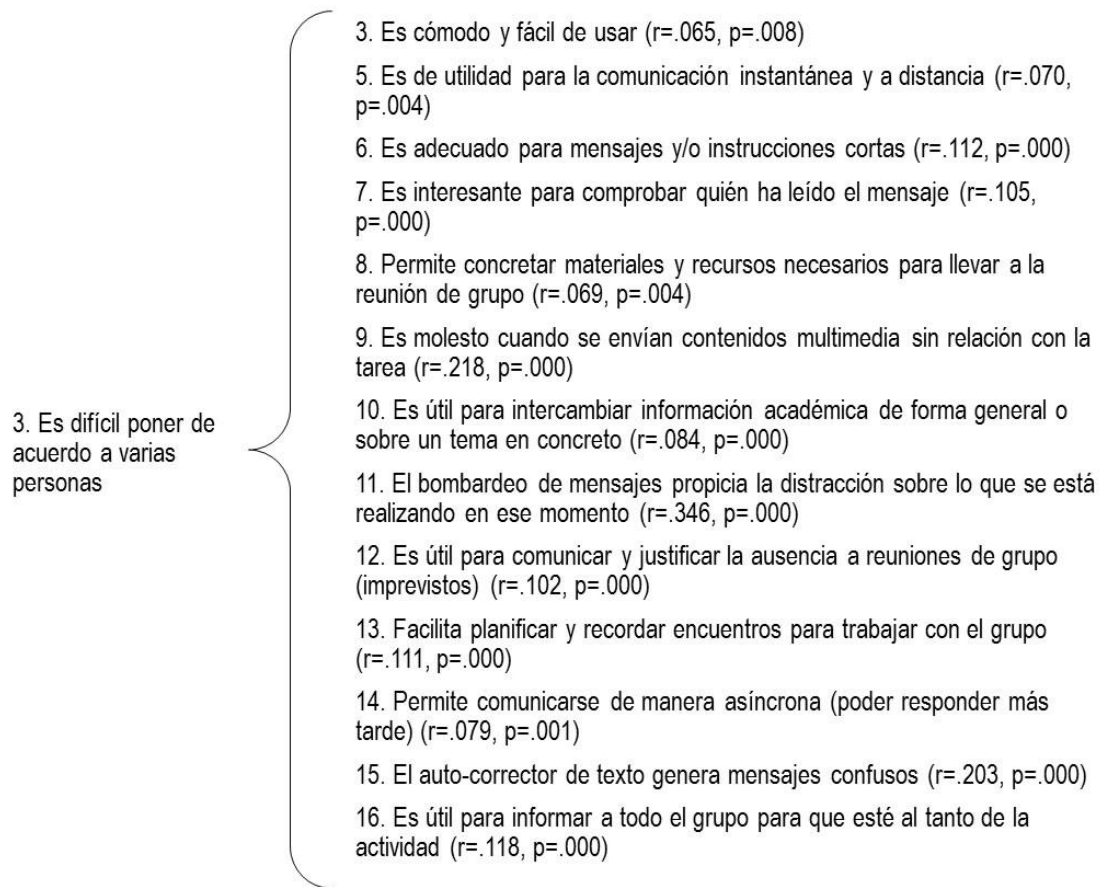 3. Es difícil poner de
acuerdo a varias
personas
3. Es cómodo y fácil de usar (r=.065, p=.008)
5. Es de utilidad para la comunicación instantánea y a distancia (r=.070,
p=.004)
6. Es adecuado para mensajes y/o instrucciones cortas (r=.112, p=.000)
7. Es interesante para comprobar quién ha leído el mensaje (r=.105,
p=.000)
8. Permite concretar materiales y recursos necesarios para llevar a la
reunión de grupo (r=.069, p=.004)
9. Es molesto cuando se envían contenidos multimedia sin relación con la
tarea (r=.218, p=.000)
10. Es útil para intercambiar información académica de forma general o
sobre un tema en concreto (r=.084, p=.000)
11. El bombardeo de mensajes propicia la distracción sobre lo que se está
realizando en ese momento (r=.346, p=.000)
12. Es útil para comunicar y justificar la ausencia a reuniones de grupo
(imprevistos) (r=.102, p=.000)
13. Facilita planificar y recordar encuentros para trabajar con el grupo
(r=.111, p=.000)
14. Permite comunicarse de manera asíncrona (poder responder más
tarde) (r=.079, p=.001)
15. El auto-corrector de texto genera mensajes confusos (r=.203, p=.000)
16. Es útil para informar a todo el grupo para que esté al tanto de la
actividad (r=.118, p=.000)